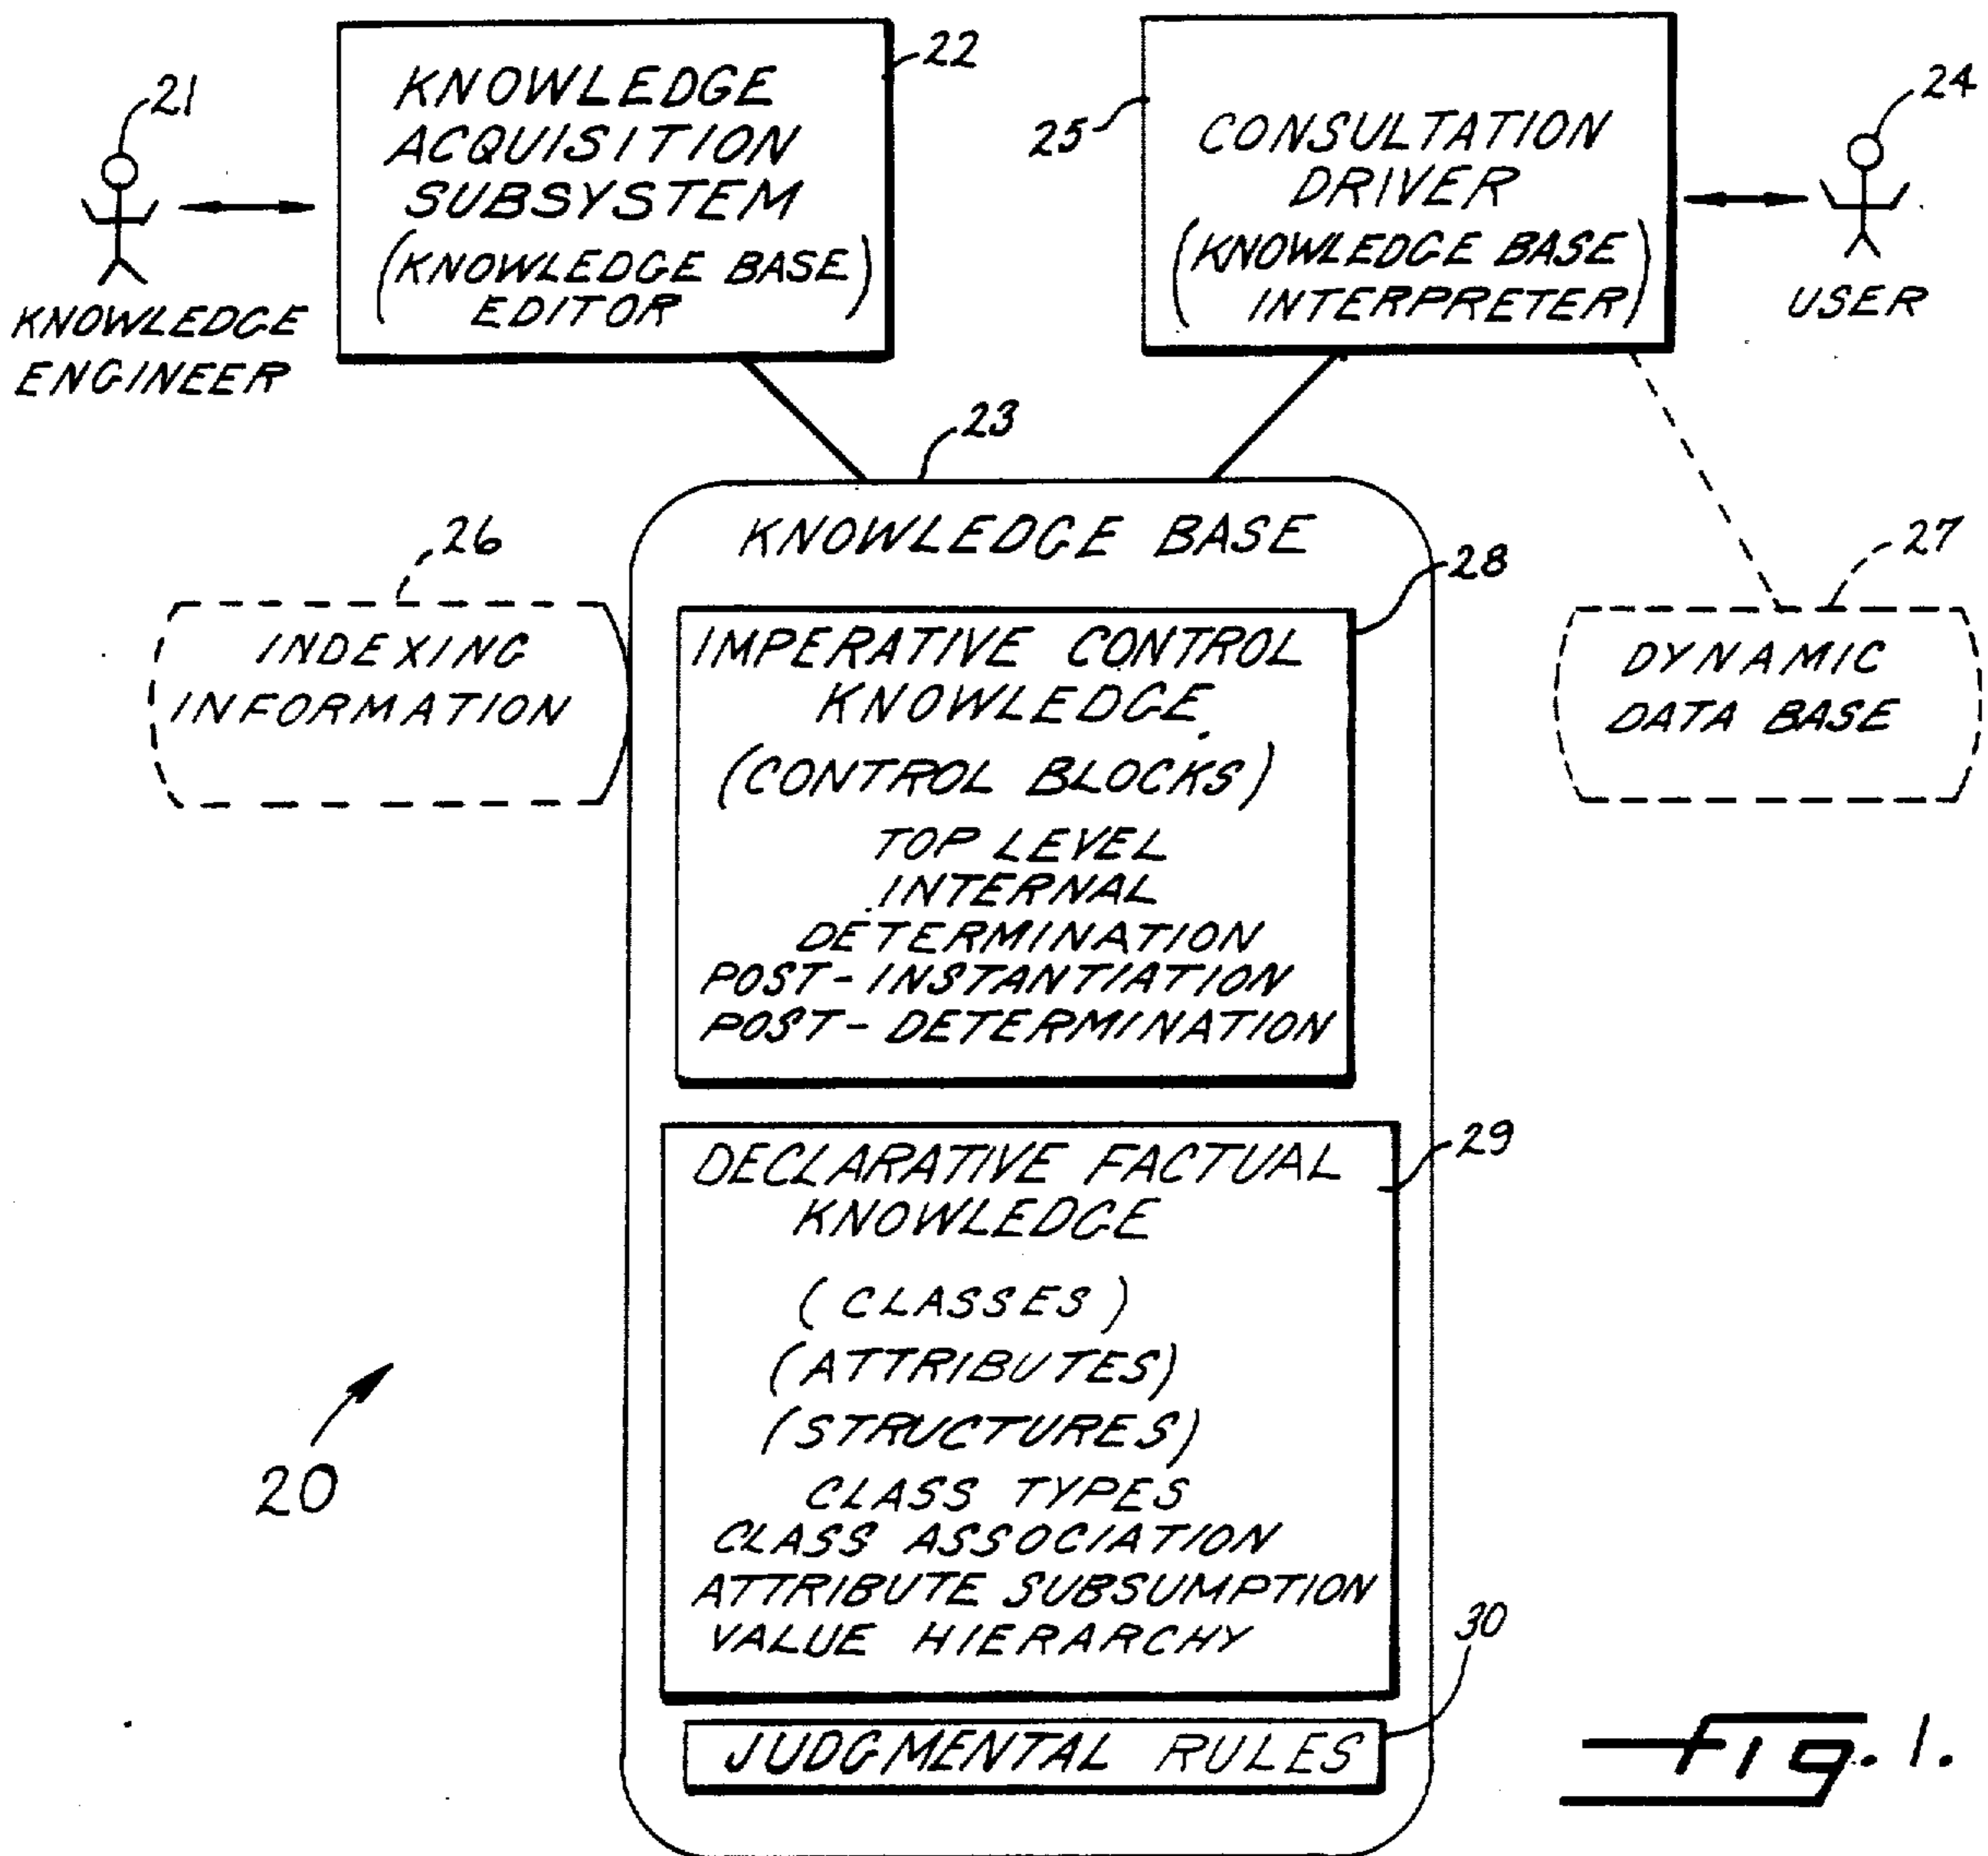 21
KNOWLEDGE
ENGINEER
22
KNOWLEDGE
ACQUISITION
SUBSYSTEM
(KNOWLEDGE BASE
EDITOR)
25
CONSULTATION
DRIVER
(KNOWLEDGE BASE
INTERPRETER)
24
USER
23
KNOWLEDGE BASE
26
INDEXING
INFORMATION
27
DYNAMIC
DATA BASE
28
IMPERATIVE CONTROL
KNOWLEDGE
(CONTROL BLOCKS)
TOP LEVEL
INTERNAL
DETERMINATION
POST-INSTANTIATION
POST-DETERMINATION
29
DECLARATIVE FACTUAL
KNOWLEDGE
(CLASSES)
(ATTRIBUTES)
(STRUCTURES)
CLASS TYPES
CLASS ASSOCIATION
ATTRIBUTE SUBSUMPTION
VALUE HIERARCHY
30
JUDGMENTAL RULES
20
Fig. 1.